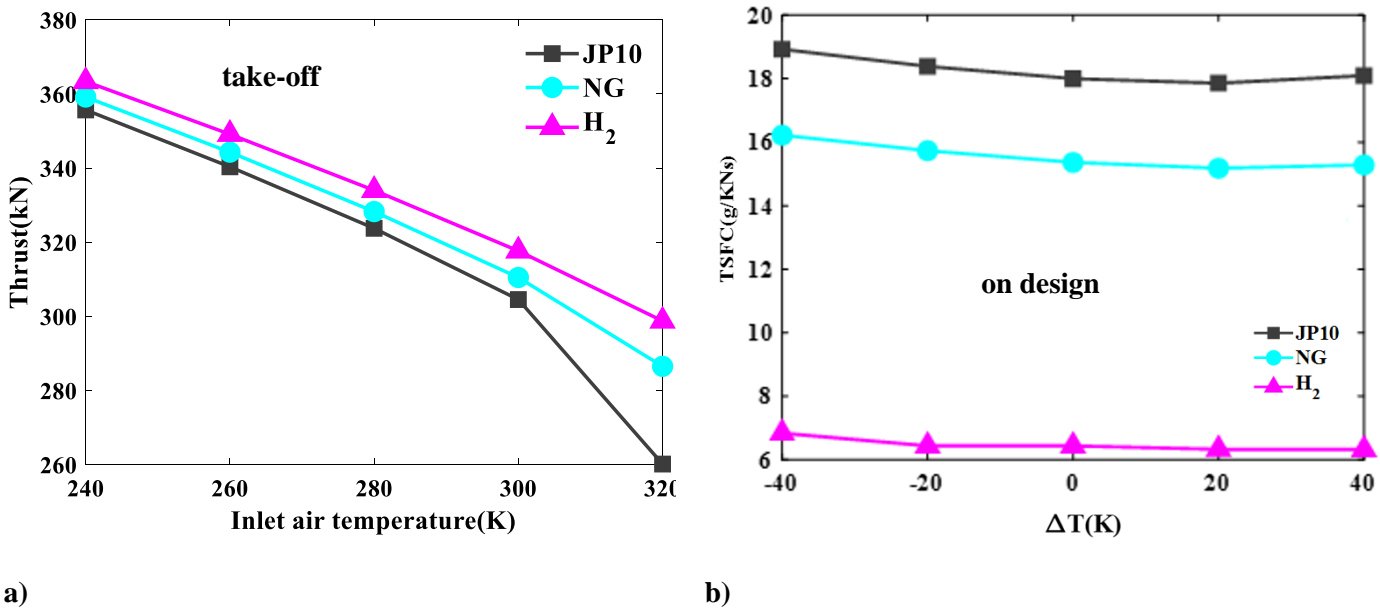 380
360
340
320
300
280
260
240
260
280
300
320
Thrust(kN)
Inlet air temperature(K)
take-off
JP10
NG
H2
a)
20
18
16
14
12
10
8
6
-40
-20
0
20
40
TSFC(g/KNs)
ΔT(K)
on design
JP10
NG
H2
b)